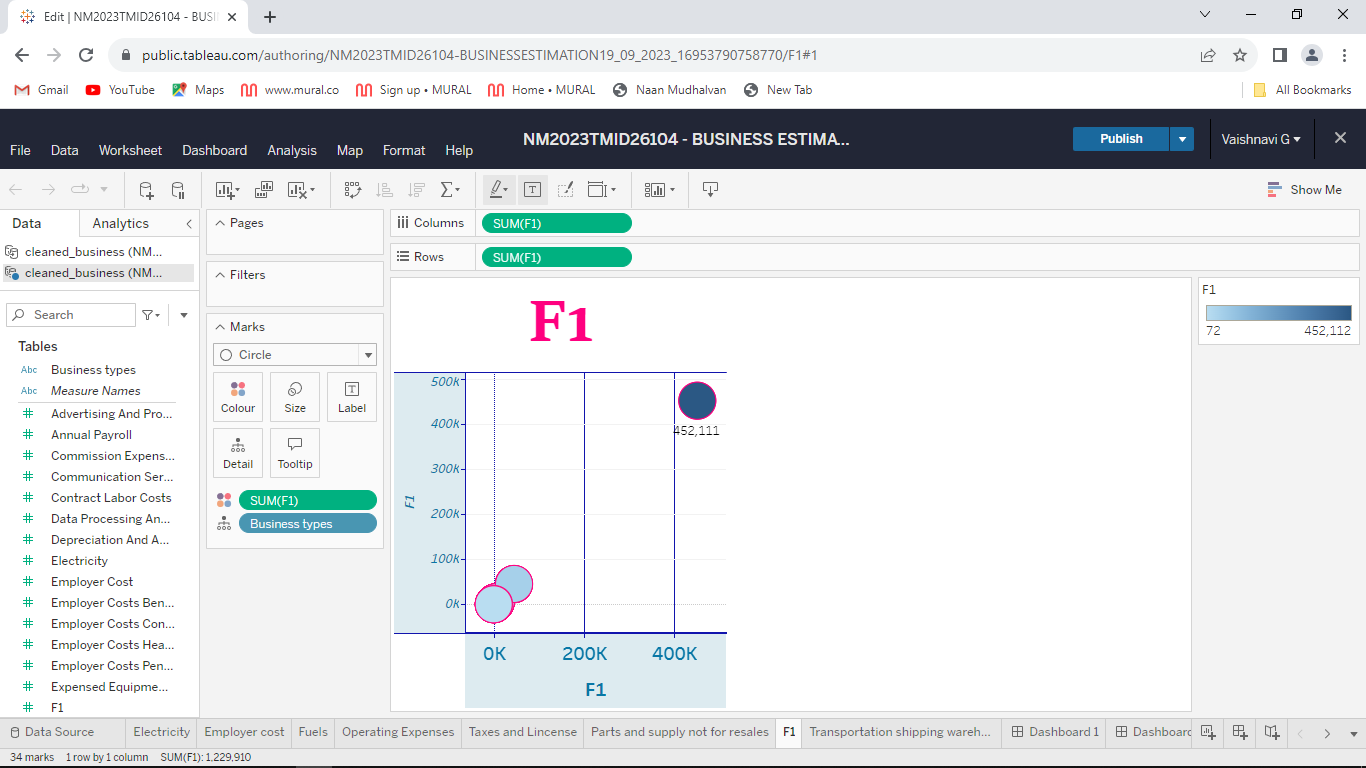 Edit | NM2023TMID26104 - BUSI
public.tableau.com/authoring/NM2023TMID26104-BUSINESSESTIMATION19_09_2023_16953790758770/F1#1
Gmail YouTube Maps www.mural.co Sign up • MURAL Home • MURAL Naan Mudhalvan New Tab All Bookmarks
NM2023TMID26104 - BUSINESS ESTIMA... Publish Vaishnavi G
File Data Worksheet Dashboard Analysis Map Format Help
Show Me
Data Analytics
cleaned_business (NM...
cleaned_business (NM...
Search
Tables
Abc Business types
Abc Measure Names
Advertising And Pro...
Annual Payroll
Commission Expens...
Communication Ser...
Contract Labor Costs
Data Processing An...
Depreciation And A...
Electricity
Employer Cost
Employer Costs Ben...
Employer Costs Con...
Employer Costs Hea...
Employer Costs Pen...
Expensed Equipme...
F1
Pages
Filters
Marks
Circle
Colour Size Label
Detail Tooltip
SUM(F1)
Business types
Columns SUM(F1)
Rows SUM(F1)
F1
500K
400K
300K
200K
100K
0K
F1
452,111
0K 200K 400K
F1
F1
72 452,112
Data Source Electricity Employer cost Fuels Operating Expenses Taxes and Lincense Parts and supply not for resales F1 Transportation shipping wareh... Dashboard 1 Dashboard
34 marks 1 row by 1 column SUM(F1): 1,229,910